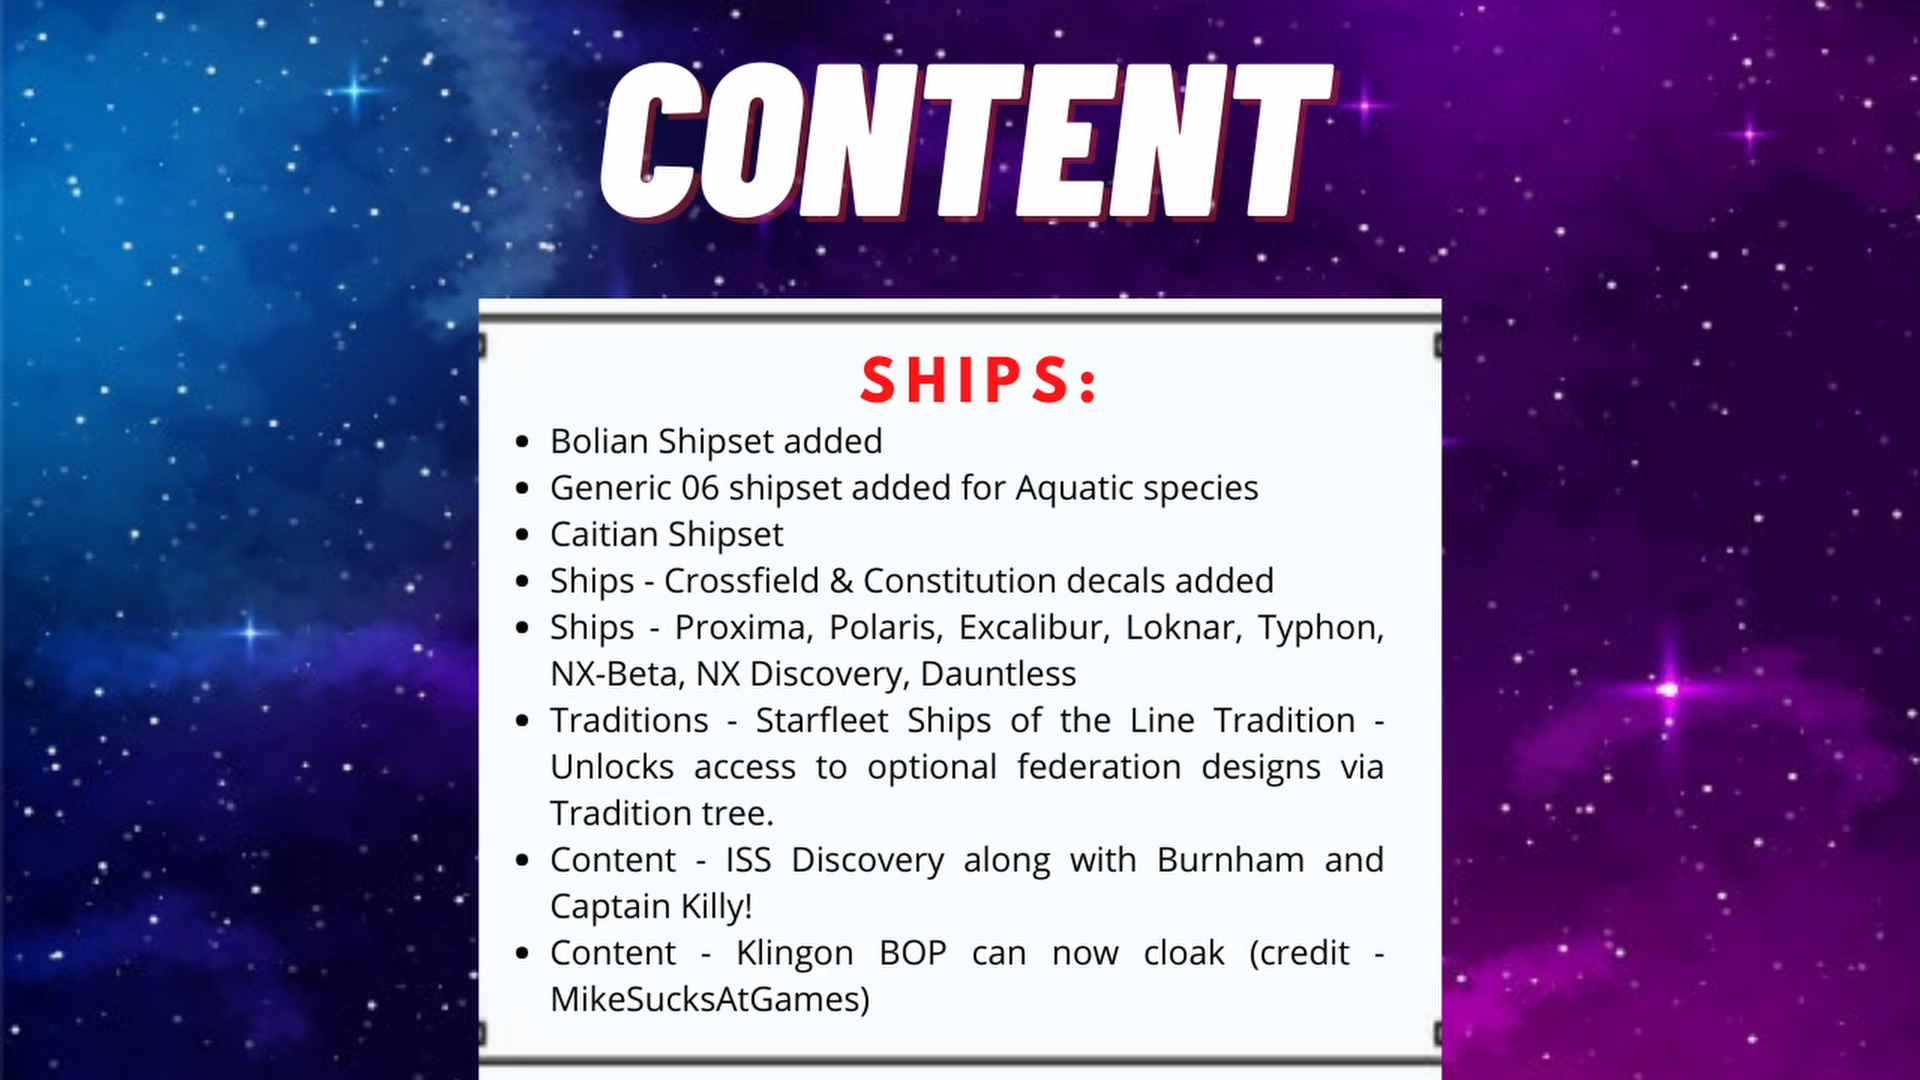 CONTENT
SHIPS:
• Bolian Shipset added
• Generic 06 shipset added for Aquatic species
• Caitian Shipset
• Ships - Crossfield & Constitution decals added
• Ships - Proxima, Polaris, Excalibur, Loknar, Typhon,
NX-Beta, NX Discovery, Dauntless
• Traditions - Starfleet Ships of the Line Tradition -
Unlocks access to optional federation designs via
Tradition tree.
• Content - ISS Discovery along with Burnham and
Captain Killy!
• Content - Klingon BOP can now cloak (credit -
MikeSucksAtGames)